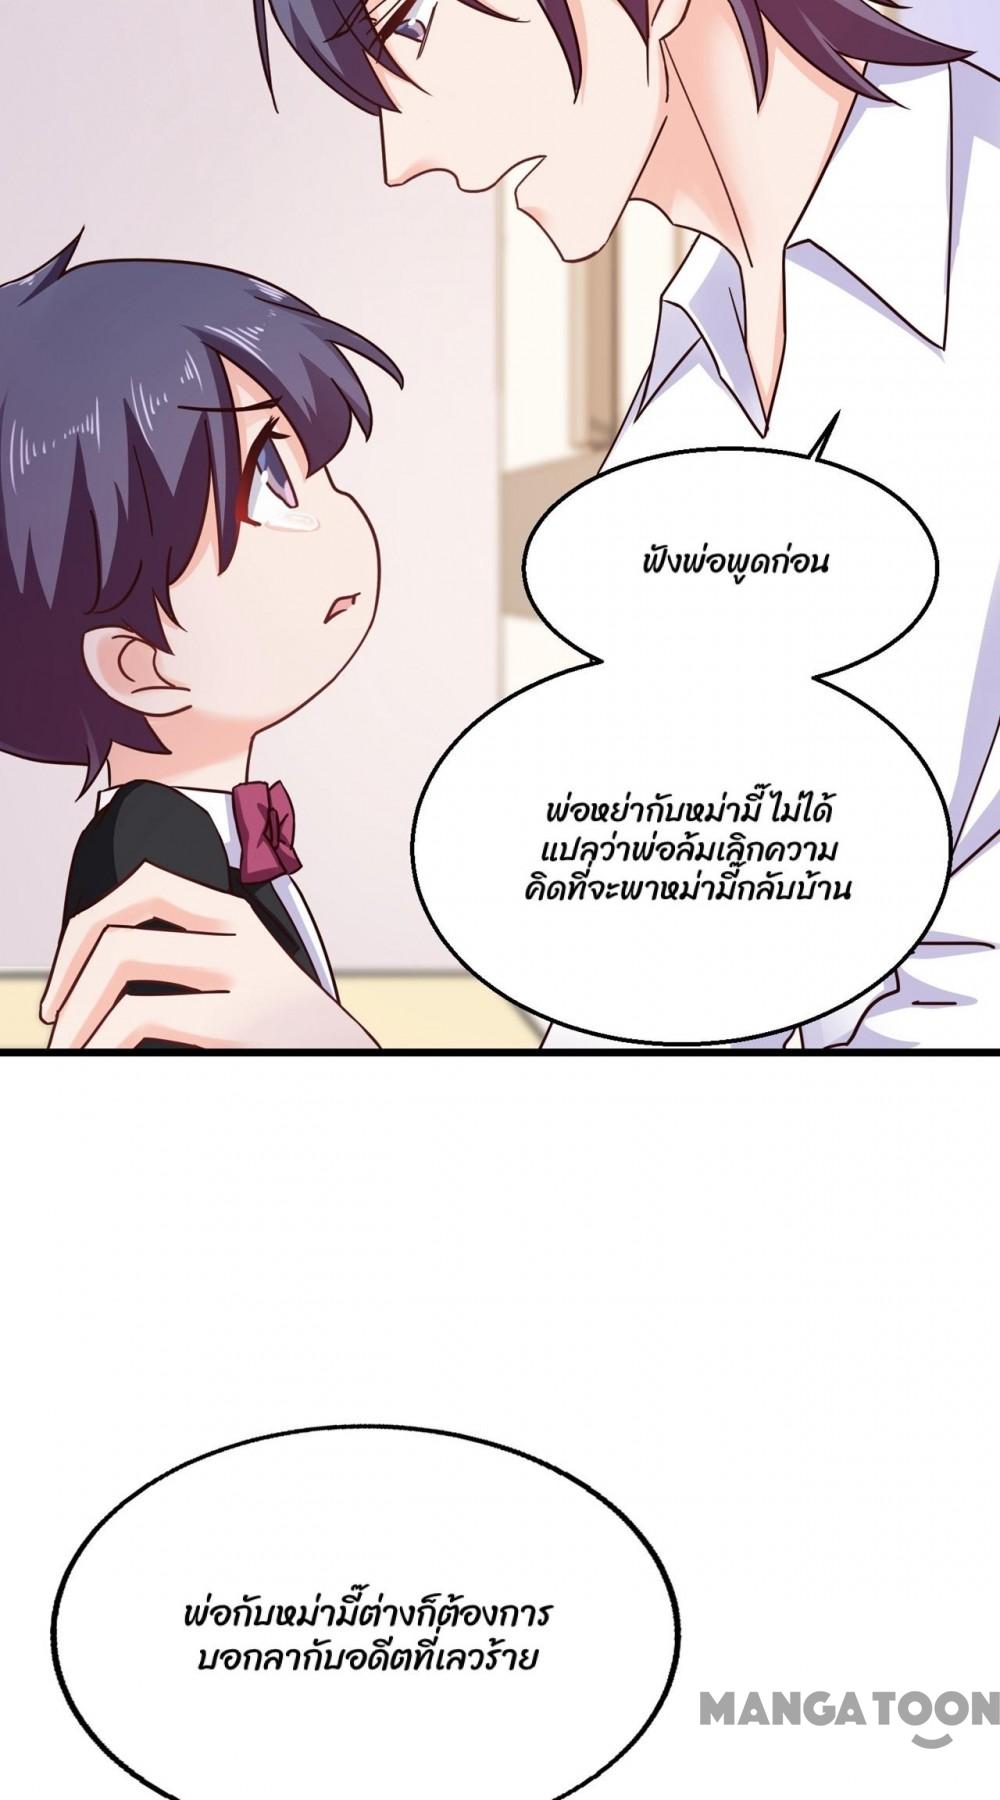 ฟังพ่อพูดก่อน
พ่อหย่ากับหม่ามี๊ ไม่ได้
แปลว่าพ่อล้มเลิกความ
คิดที่จะพาหม่ามี๊กลับบ้าน
พ่อกับหม่ามี๊ต่างก็ต้องการ
บอกลากับอดีตที่เลวร้าย
MANGATOON